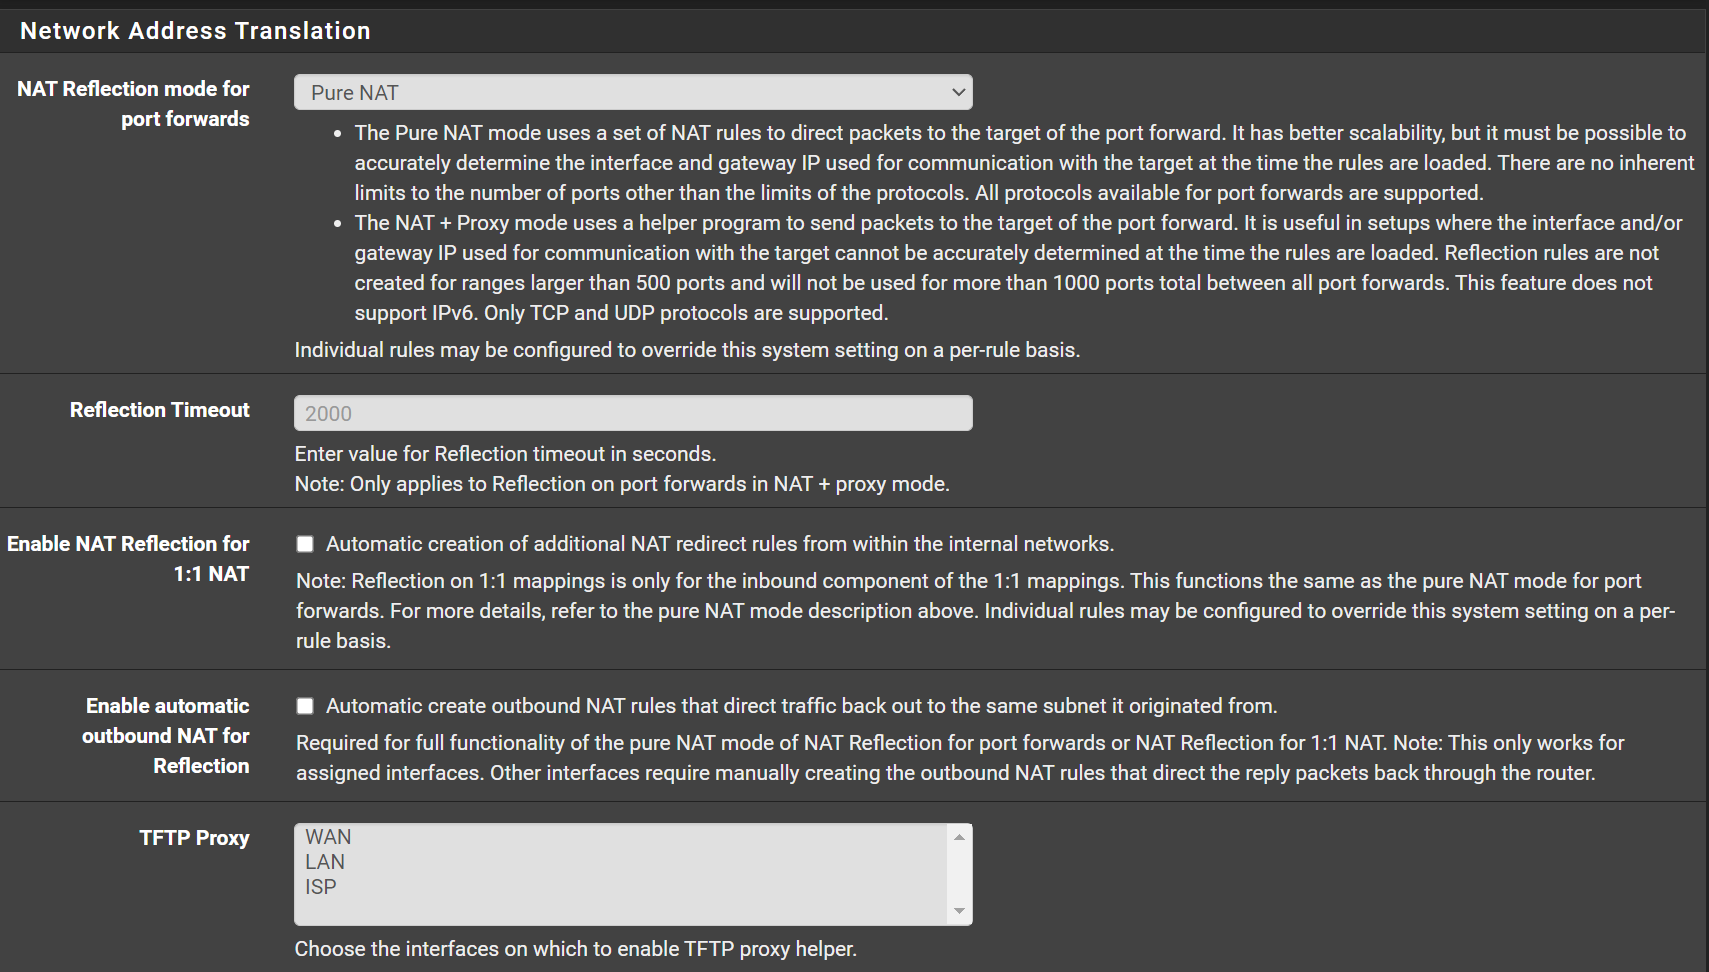 Network Address Translation
NAT Reflection mode for
port forwards
Pure NAT
• The Pure NAT mode uses a set of NAT rules to direct packets to the target of the port forward. It has better scalability, but it must be possible to
accurately determine the interface and gateway IP used for communication with the target at the time the rules are loaded. There are no inherent
limits to the number of ports other than the limits of the protocols. All protocols available for port forwards are supported.
• The NAT + Proxy mode uses a helper program to send packets to the target of the port forward. It is useful in setups where the interface and/or
gateway IP used for communication with the target cannot be accurately determined at the time the rules are loaded. Reflection rules are not
created for ranges larger than 500 ports and will not be used for more than 1000 ports total between all port forwards. This feature does not
support IPv6. Only TCP and UDP protocols are supported.
Individual rules may be configured to override this system setting on a per-rule basis.
Reflection Timeout
2000
Enter value for Reflection timeout in seconds.
Note: Only applies to Reflection on port forwards in NAT + proxy mode.
Enable NAT Reflection for
1:1 NAT
Automatic creation of additional NAT redirect rules from within the internal networks.
Note: Reflection on 1:1 mappings is only for the inbound component of the 1:1 mappings. This functions the same as the pure NAT mode for port
forwards. For more details, refer to the pure NAT mode description above. Individual rules may be configured to override this system setting on a per-
rule basis.
Enable automatic
outbound NAT for
Reflection
Automatic create outbound NAT rules that direct traffic back out to the same subnet it originated from.
Required for full functionality of the pure NAT mode of NAT Reflection for port forwards or NAT Reflection for 1:1 NAT. Note: This only works for
assigned interfaces. Other interfaces require manually creating the outbound NAT rules that direct the reply packets back through the router.
TFTP Proxy
WAN
LAN
ISP
Choose the interfaces on which to enable TFTP proxy helper.